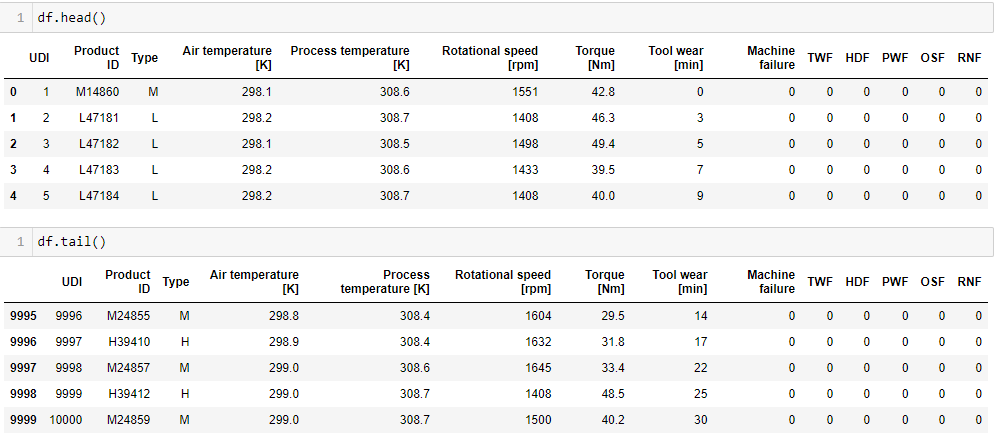 1 df.head()
UDI Product ID Type Air temperature [K] Process temperature [K] Rotational speed [rpm] Torque [Nm] Tool wear [min] Machine failure TWF HDF PWF OSF RNF
0 1 M14860 M 298.1 308.6 1551 42.8 0 0 0 0 0 0 0
1 2 L47181 L 298.2 308.7 1408 46.3 3 0 0 0 0 0 0
2 3 L47182 L 298.1 308.5 1498 49.4 5 0 0 0 0 0 0
3 4 L47183 L 298.2 308.6 1433 39.5 7 0 0 0 0 0 0
4 5 L47184 L 298.2 308.7 1408 40.0 9 0 0 0 0 0 0
1 df.tail()
UDI Product ID Type Air temperature [K] Process temperature [K] Rotational speed [rpm] Torque [Nm] Tool wear [min] Machine failure TWF HDF PWF OSF RNF
9995 9996 M24855 M 298.8 308.4 1604 29.5 14 0 0 0 0 0 0
9996 9997 H39410 H 298.9 308.4 1632 31.8 17 0 0 0 0 0 0
9997 9998 M24857 M 299.0 308.6 1645 33.4 22 0 0 0 0 0 0
9998 9999 H39412 H 299.0 308.7 1408 48.5 25 0 0 0 0 0 0
9999 10000 M24859 M 299.0 308.7 1500 40.2 30 0 0 0 0 0 0